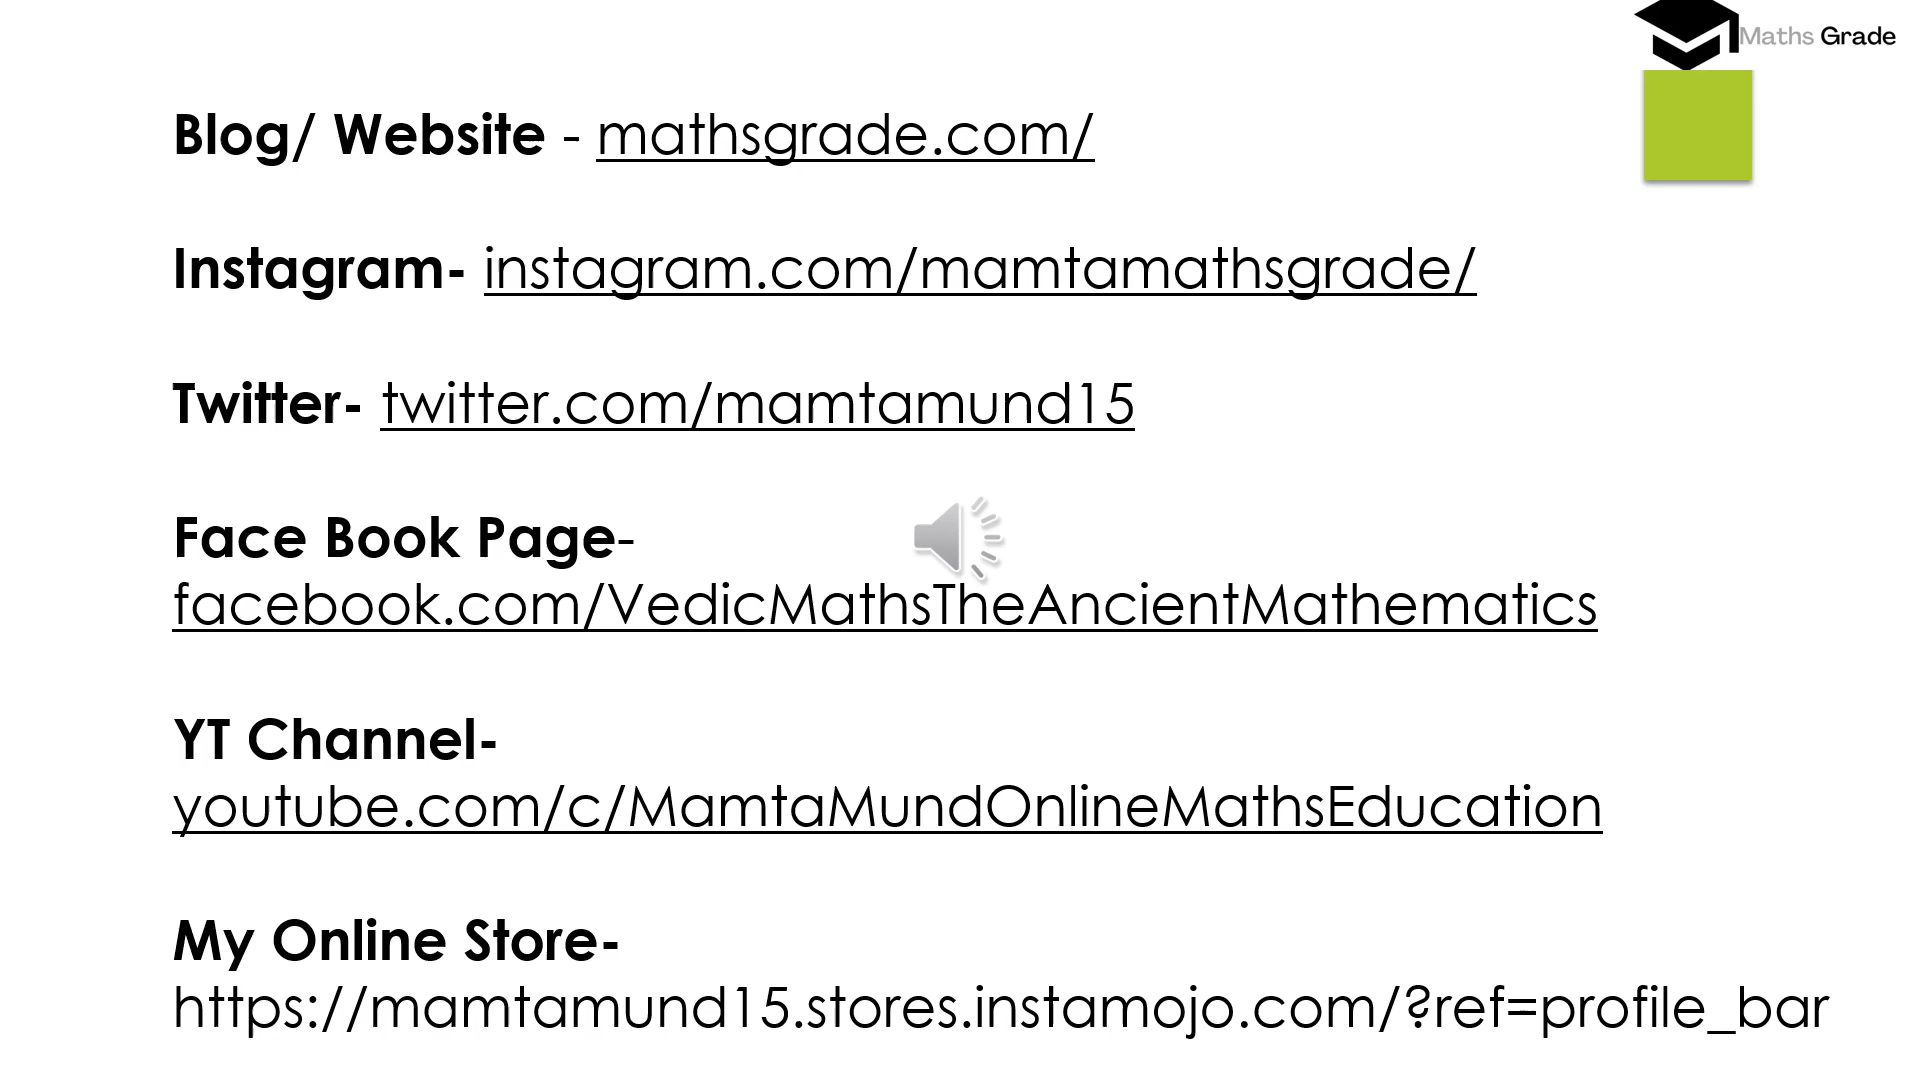 Maths Grade
Blog/ Website - mathsgrade.com/
Instagram- instagram.com/mamtamathsgrade/
Twitter- twitter.com/mamtamund15
Face Book Page-
facebook.com/VedicMathsTheAncientMathematics
YT Channel-
youtube.com/c/MamtaMundOnlineMathsEducation
My Online Store-
https://mamtamund15.stores.instamojo.com/?ref=profile_bar